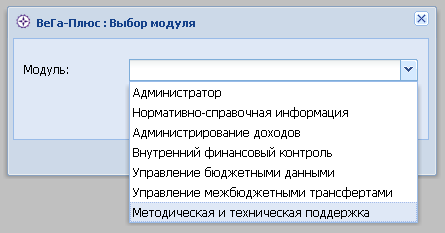 ВеГа-Плюс : Выбор модуля
Модуль:
Администратор
Нормативно-справочная информация
Администрирование доходов
Внутренний финансовый контроль
Управление бюджетными данными
Управление межбюджетными трансфертами
Методическая и техническая поддержка